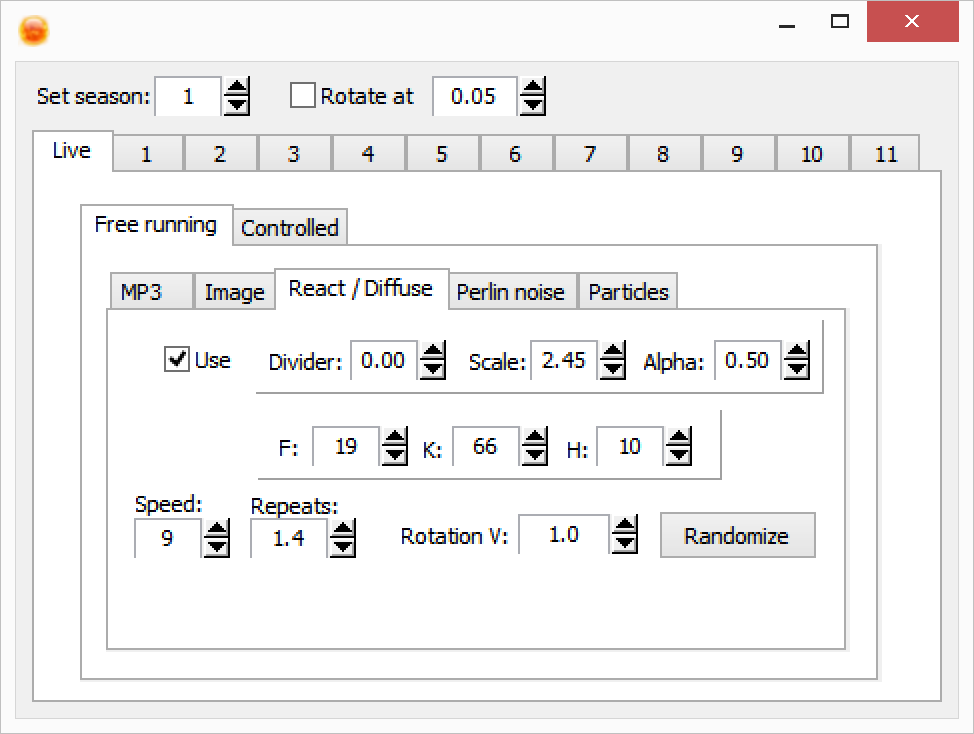 Set season: 1 Rotate at 0.05
Live 1 2 3 4 5 6 7 8 9 10 11
Free running Controlled
MP3 Image React / Diffuse Perlin noise Particles
Use Divider: 0.00 Scale: 2.45 Alpha: 0.50
F: 19 K: 66 H: 10
Speed: Repeats:
9 1.4 Rotation V: 1.0 Randomize